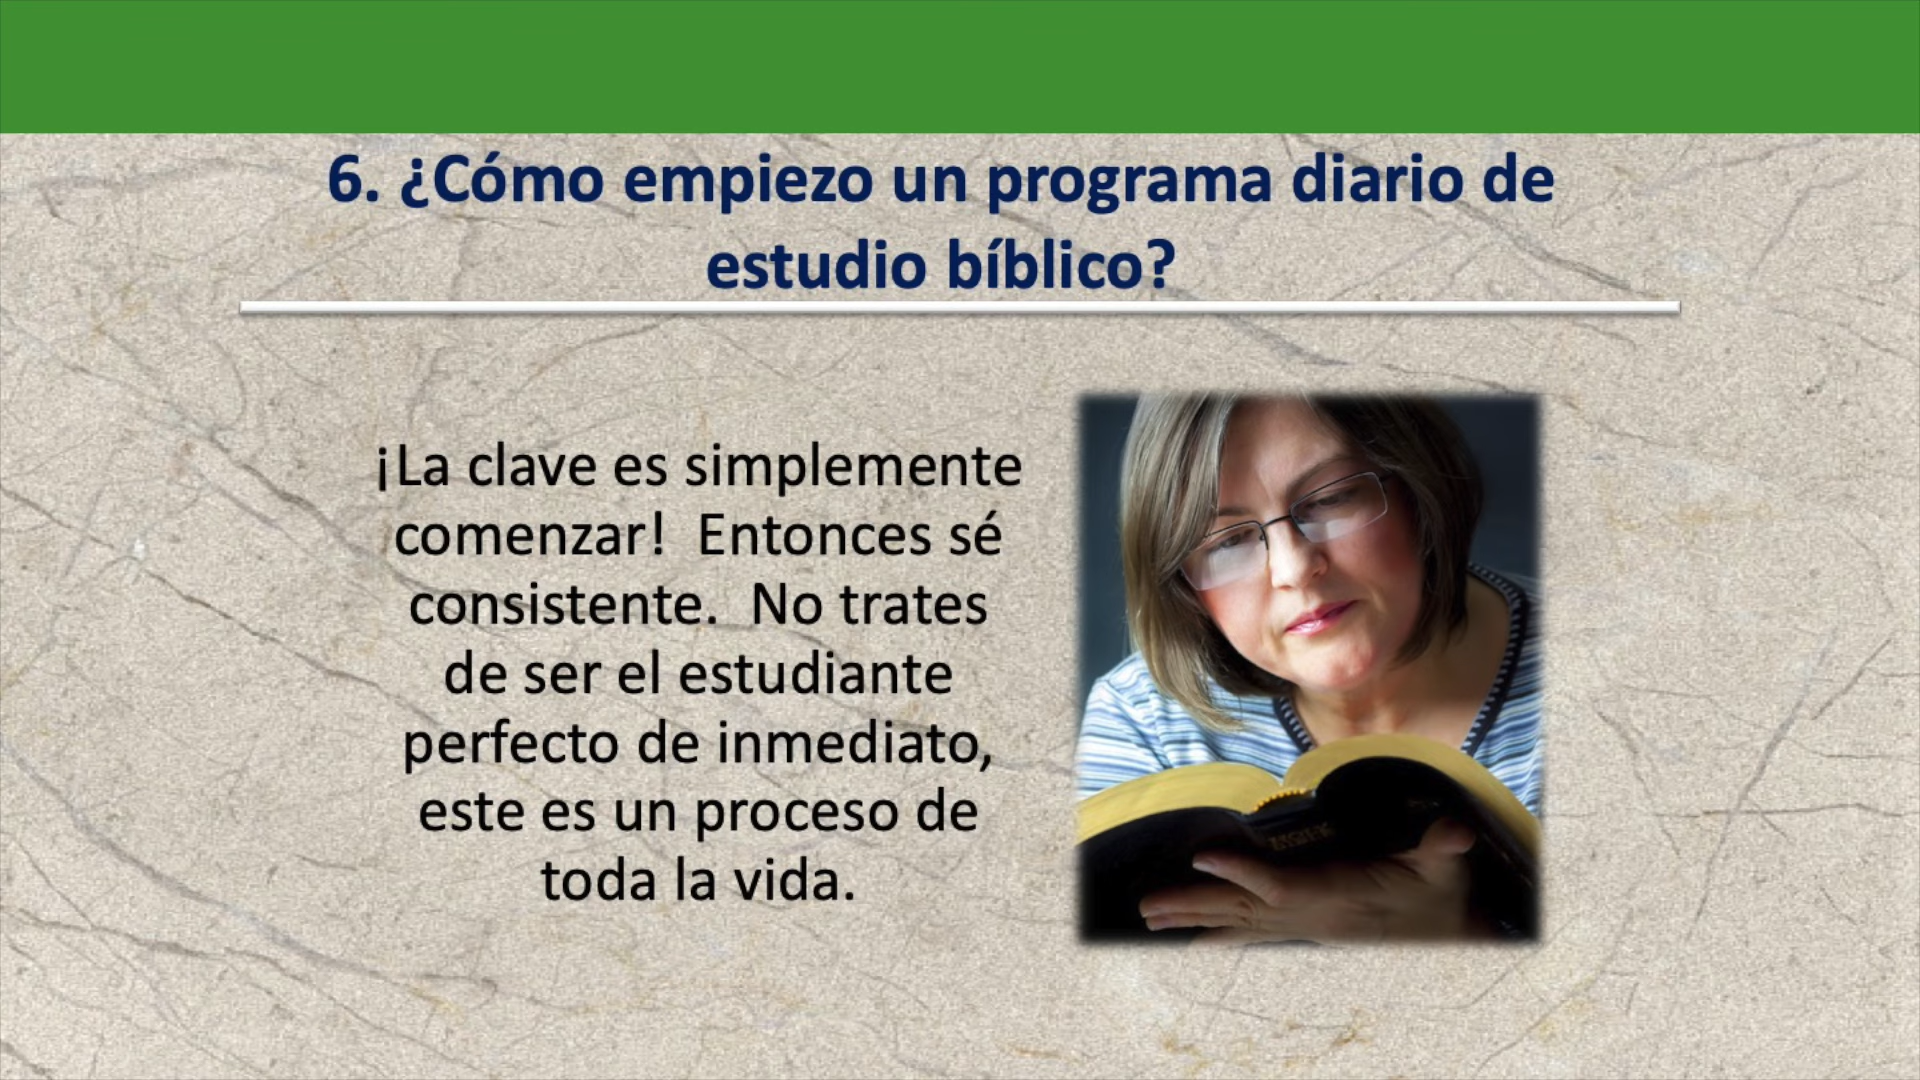 6. ¿Cómo empiezo un programa diario de
estudio bíblico?
¡La clave es simplemente
comenzar!  Entonces sé
consistente.  No trates
de ser el estudiante
perfecto de inmediato,
este es un proceso de
toda la vida.